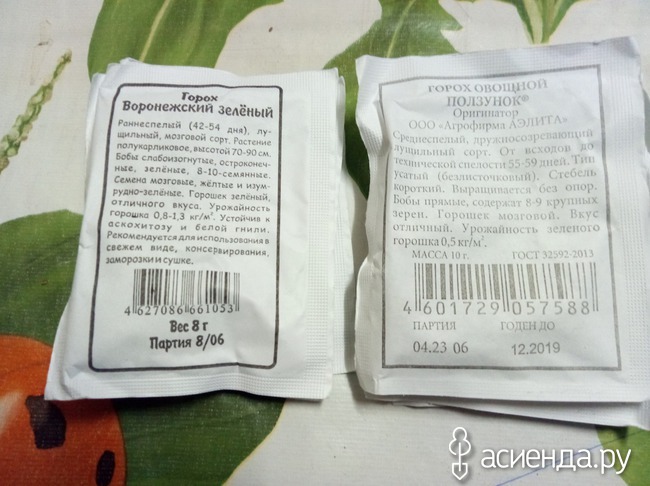 Горох
Воронежский зелёный
Раннеспелый (42-54 дня), лу-
щильный, мозговой сорт. Растение
полукарликовое, высотой 70-90 см.
Бобы слабоизогнутые, остроконеч-
ные, зелёные, 8-10-семянные.
Семена мозговые, жёлтые и изум-
рудно-зелёные. Горошек зелёный,
отличного вкуса. Урожайность
горошка 0,8-1,3 кг/м². Устойчив к
аскохитозу и белой гнили.
Рекомендуется для использования в
свежем виде, консервирования,
заморозки и сушке.
4 627086 661053
Вес 8 г
Партия 8/06
ГОРОХ ОВОЩНОЙ
ПОЛЗУНОК®
Оригинатор
ООО «Агрофирма АЭЛИТА»
Среднеспелый, дружносозревающий
лущильный сорт. От всходов до
технической спелости 55-59 дней. Тип
усатый (безлисточковый). Стебель
короткий. Выращивается без опор.
Бобы прямые, содержат 8-9 крупных
зерен. Горошек мозговой. Вкус
отличный. Урожайность зеленого
горошка 0,5 кг/м².
МАССА 10 г. ГОСТ 32592-2013
4 601729 057588
ПАРТИЯ ГОДЕН ДО
04.23 06 12.2019
асиенда.ру